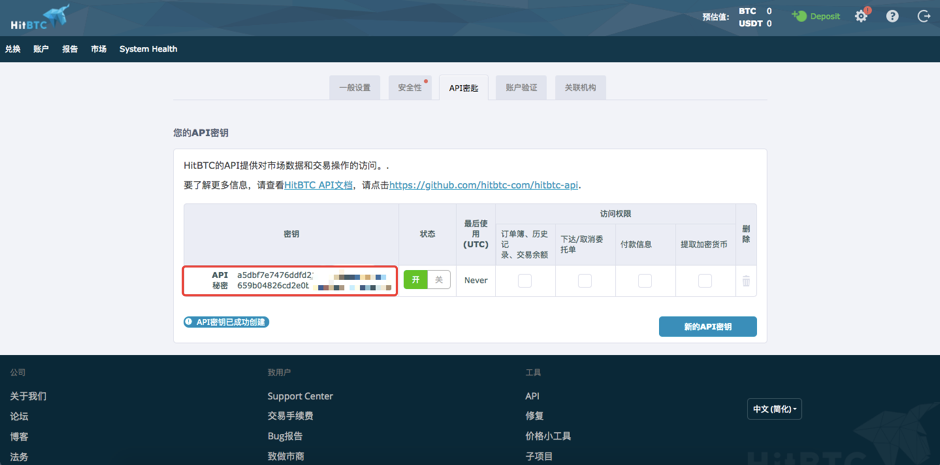 HitBTC
预估值: BTC 0
USDT 0
Deposit
兑换 账户 报告 市场 System Health
一般设置 安全性 API密匙 账户验证 关联机构
您的API密钥
HitBTC的API提供对市场数据和交易操作的访问。.
要了解更多信息，请查看HitBTC API文档，请点击https://github.com/hitbtc-com/hitbtc-api.
密钥
状态
最后使
用
(UTC)
访问权限
订单簿、历史
记
录、交易余额
下达/取消委
托单
付款信息
提取加密货币
删
除
API a5dbf7e7476ddfd2
秘密 659b04826cd2e0b
开 关
Never
API密钥已成功创建
新的API密钥
公司
关于我们
论坛
博客
法务
致用户
Support Center
交易手续费
Bug报告
致做市商
工具
API
修复
价格小工具
子项目
中文 (简化)
HitBTC